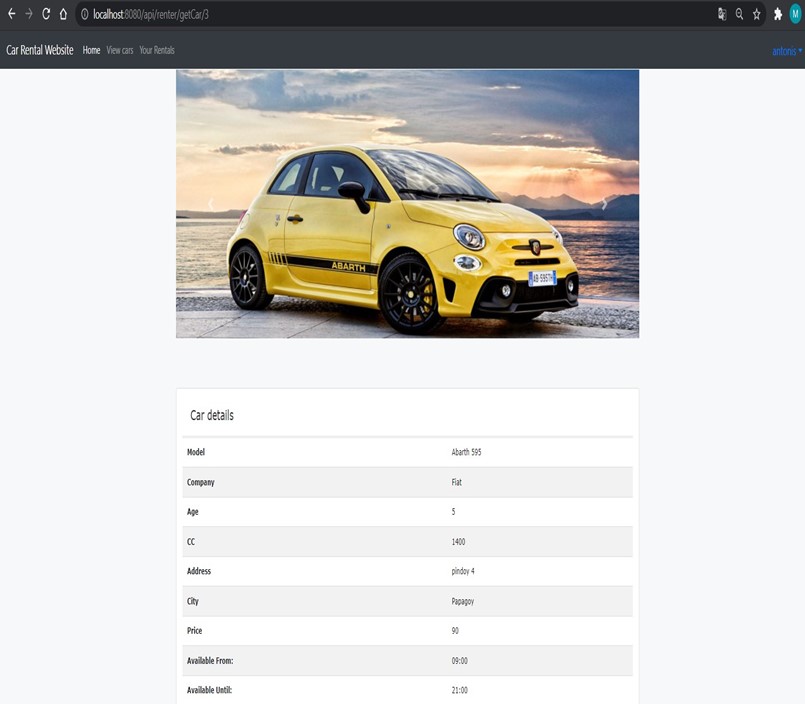 localhost:8080/api/renter/getCar/3
M
Car Rental Website Home View cars Your Rentals antonis
ABARTH
AB·595TH
Car details
Model Abarth 595
Company Fiat
Age 5
CC 1400
Address pindoy 4
City Papagoy
Price 90
Available From: 09:00
Available Until: 21:00